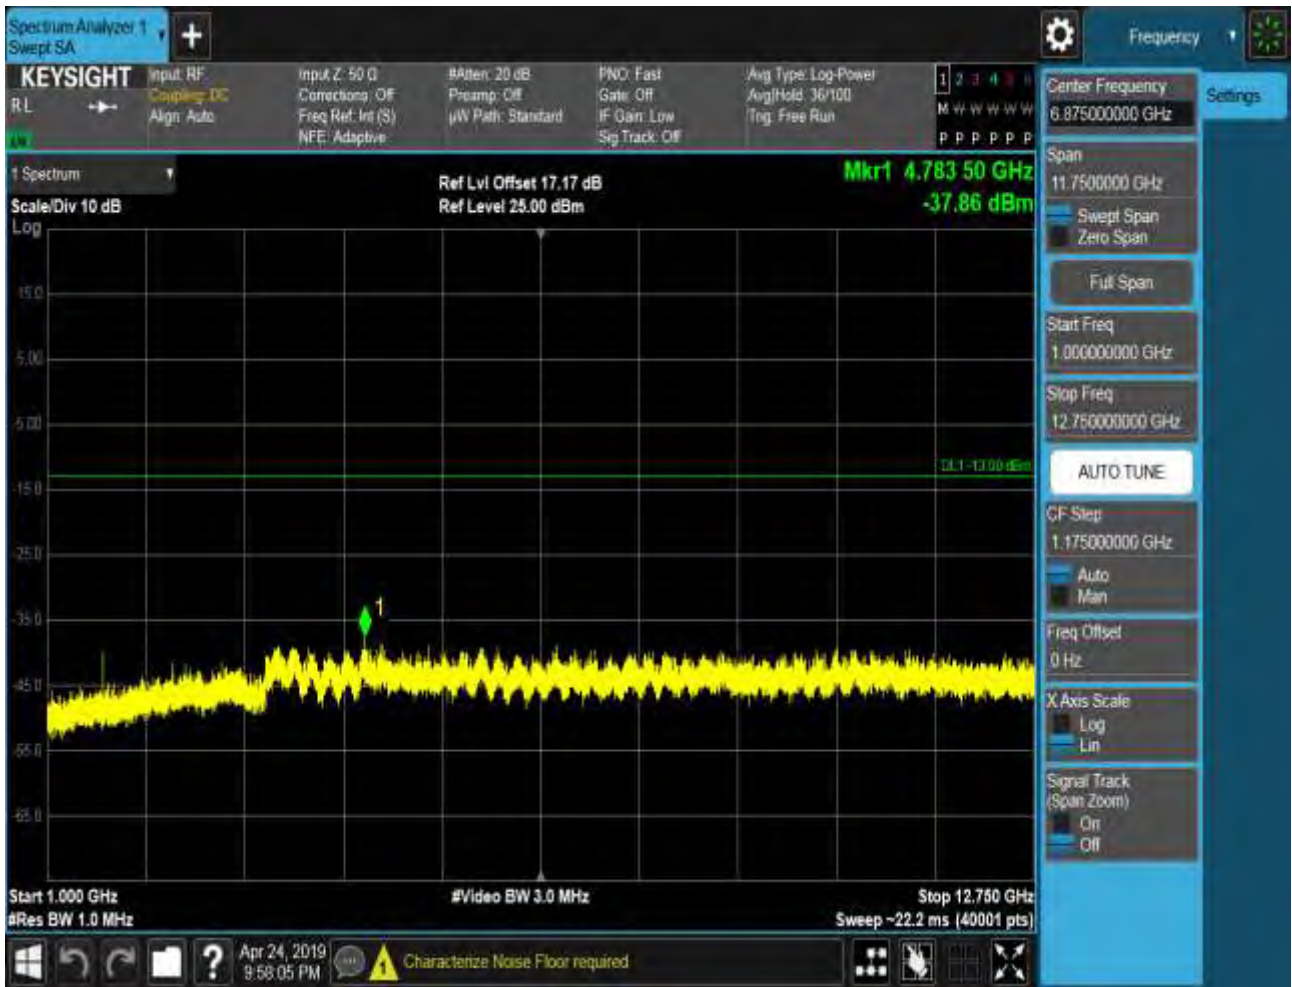 Spectrum Analyzer 1
Swept SA
Frequency
KEYSIGHT
RL
Input: RF
Coupling: DC
Align: Auto
Input Z: 50 Ω
Corrections: Off
Freq Ref: Int (S)
NFE: Adaptive
#Atten: 20 dB
Preamp: Off
µW Path: Standard
PNO: Fast
Gate: Off
IF Gain: Low
Sig Track: Off
Avg Type: Log-Power
Avg|Hold: 36/100
Trig: Free Run
1 2 3 4 5 6
M W W W W W
P P P P P P
1 Spectrum
Scale/Div 10 dB
Ref Lvl Offset 17.17 dB
Ref Level 25.00 dBm
Mkr1 4.783 50 GHz
-37.86 dBm
Log
15.0
5.00
-5.00
DL1 -13.00 dBm
-15.0
-25.0
1
-35.0
-45.0
-55.0
-65.0
Start 1.000 GHz
#Res BW 1.0 MHz
#Video BW 3.0 MHz
Stop 12.750 GHz
Sweep ~22.2 ms (40001 pts)
Center Frequency
6.875000000 GHz
Settings
Span
11.7500000 GHz
Swept Span
Zero Span
Full Span
Start Freq
1.000000000 GHz
Stop Freq
12.750000000 GHz
AUTO TUNE
CF Step
1.175000000 GHz
Auto
Man
Freq Offset
0 Hz
X Axis Scale
Log
Lin
Signal Track
(Span Zoom)
On
Off
?
Apr 24, 2019
9:58:05 PM
1
Characterize Noise Floor required